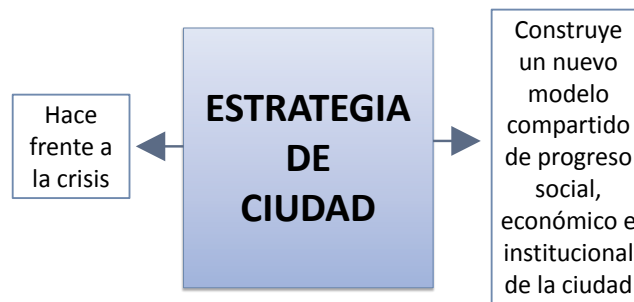 Hace
frente a
la crisis
ESTRATEGIA
DE
CIUDAD
Construye
un nuevo
modelo
compartido
de progreso
social,
económico e
institucional
de la ciudad